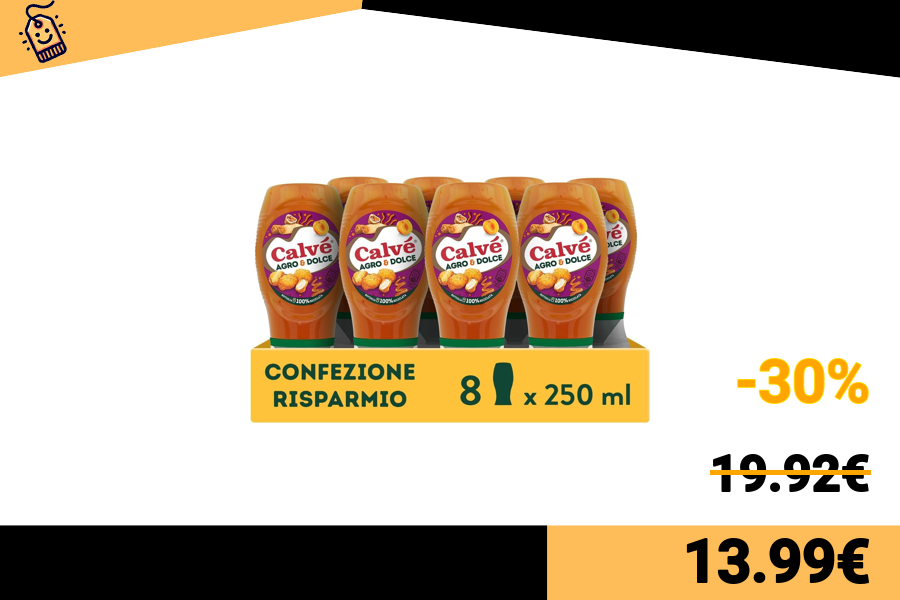 Calvé
AGRO & DOLCE
Calvé
AGRO & DOLCE
Calvé
AGRO & DOLCE
Calvé
AGRO & DOLCE
CONFEZIONE
RISPARMIO
8 x 250 ml
-30%
19.92€
13.99€